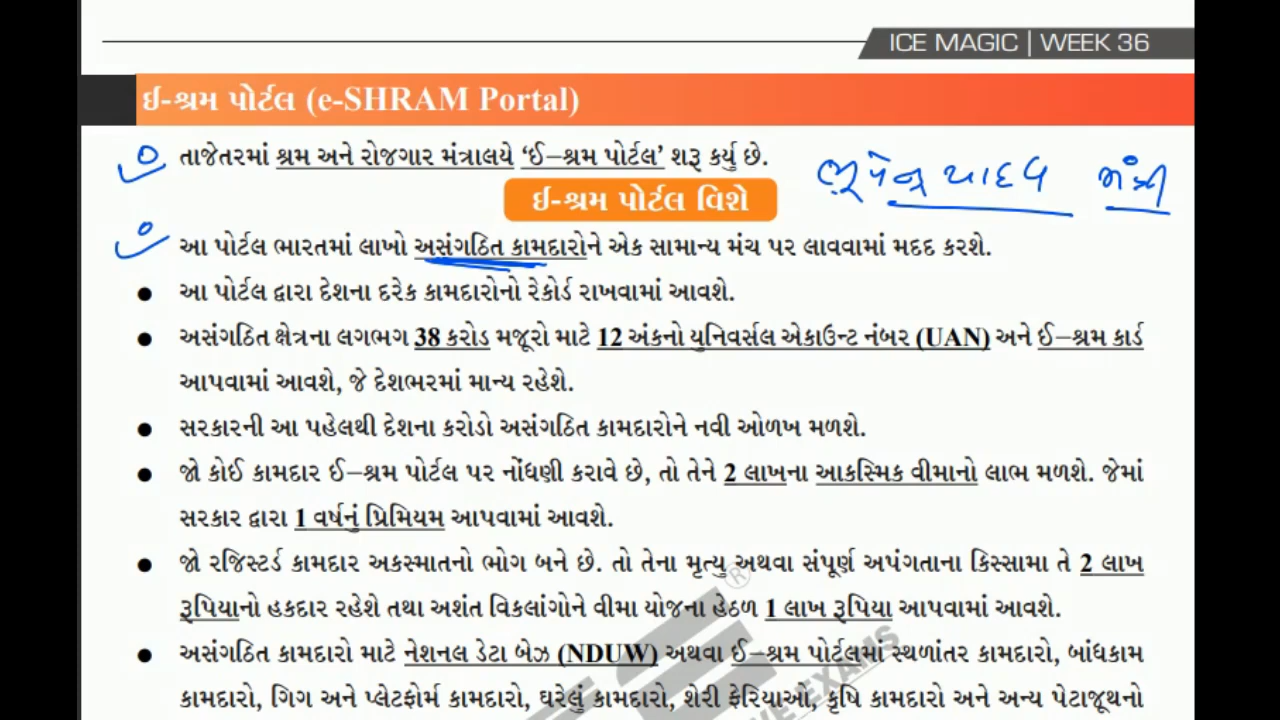 ICE MAGIC | WEEK 36
ઈ-શ્રમ પોર્ટલ (e-SHRAM Portal)
તાજેતરમાં શ્રમ અને રોજગાર મંત્રાલયે ‘ઈ–શ્રમ પોર્ટલ’ શરૂ કર્યુ છે.
ભૂપેન્દ્ર યાદવ મંત્રી
ઈ-શ્રમ પોર્ટલ વિશે
આ પોર્ટલ ભારતમાં લાખો અસંગઠિત કામદારોને એક સામાન્ય મંચ પર લાવવામાં મદદ કરશે.
● આ પોર્ટલ દ્વારા દેશના દરેક કામદારોનો રેકોર્ડ રાખવામાં આવશે.
● અસંગઠિત ક્ષેત્રના લગભગ 38 કરોડ મજૂરો માટે 12 અંકનો યુનિવર્સલ એકાઉન્ટ નંબર (UAN) અને ઈ–શ્રમ કાર્ડ
આપવામાં આવશે, જે દેશભરમાં માન્ય રહેશે.
● સરકારની આ પહેલથી દેશના કરોડો અસંગઠિત કામદારોને નવી ઓળખ મળશે.
● જો કોઈ કામદાર ઈ–શ્રમ પોર્ટલ પર નોંધણી કરાવે છે, તો તેને 2 લાખના આકસ્મિક વીમાનો લાભ મળશે. જેમાં
સરકાર દ્વારા 1 વર્ષનું પ્રિમિયમ આપવામાં આવશે.
● જો રજિસ્ટર્ડ કામદાર અકસ્માતનો ભોગ બને છે. તો તેના મૃત્યુ અથવા સંપૂર્ણ અપંગતાના કિસ્સામા તે 2 લાખ
રૂપિયાનો હકદાર રહેશે તથા અશંત વિકલાંગોને વીમા યોજના હેઠળ 1 લાખ રૂપિયા આપવામાં આવશે.
● અસંગઠિત કામદારો માટે નેશનલ ડેટા બેઝ (NDUW) અથવા ઈ–શ્રમ પોર્ટલમાં સ્થળાંતર કામદારો, બાંધકામ
કામદારો, ગિગ અને પ્લેટફોર્મ કામદારો, ઘરેલું કામદારો, શેરી ફેરિયાઓ, કૃષિ કામદારો અને અન્ય પેટાજૂથનો